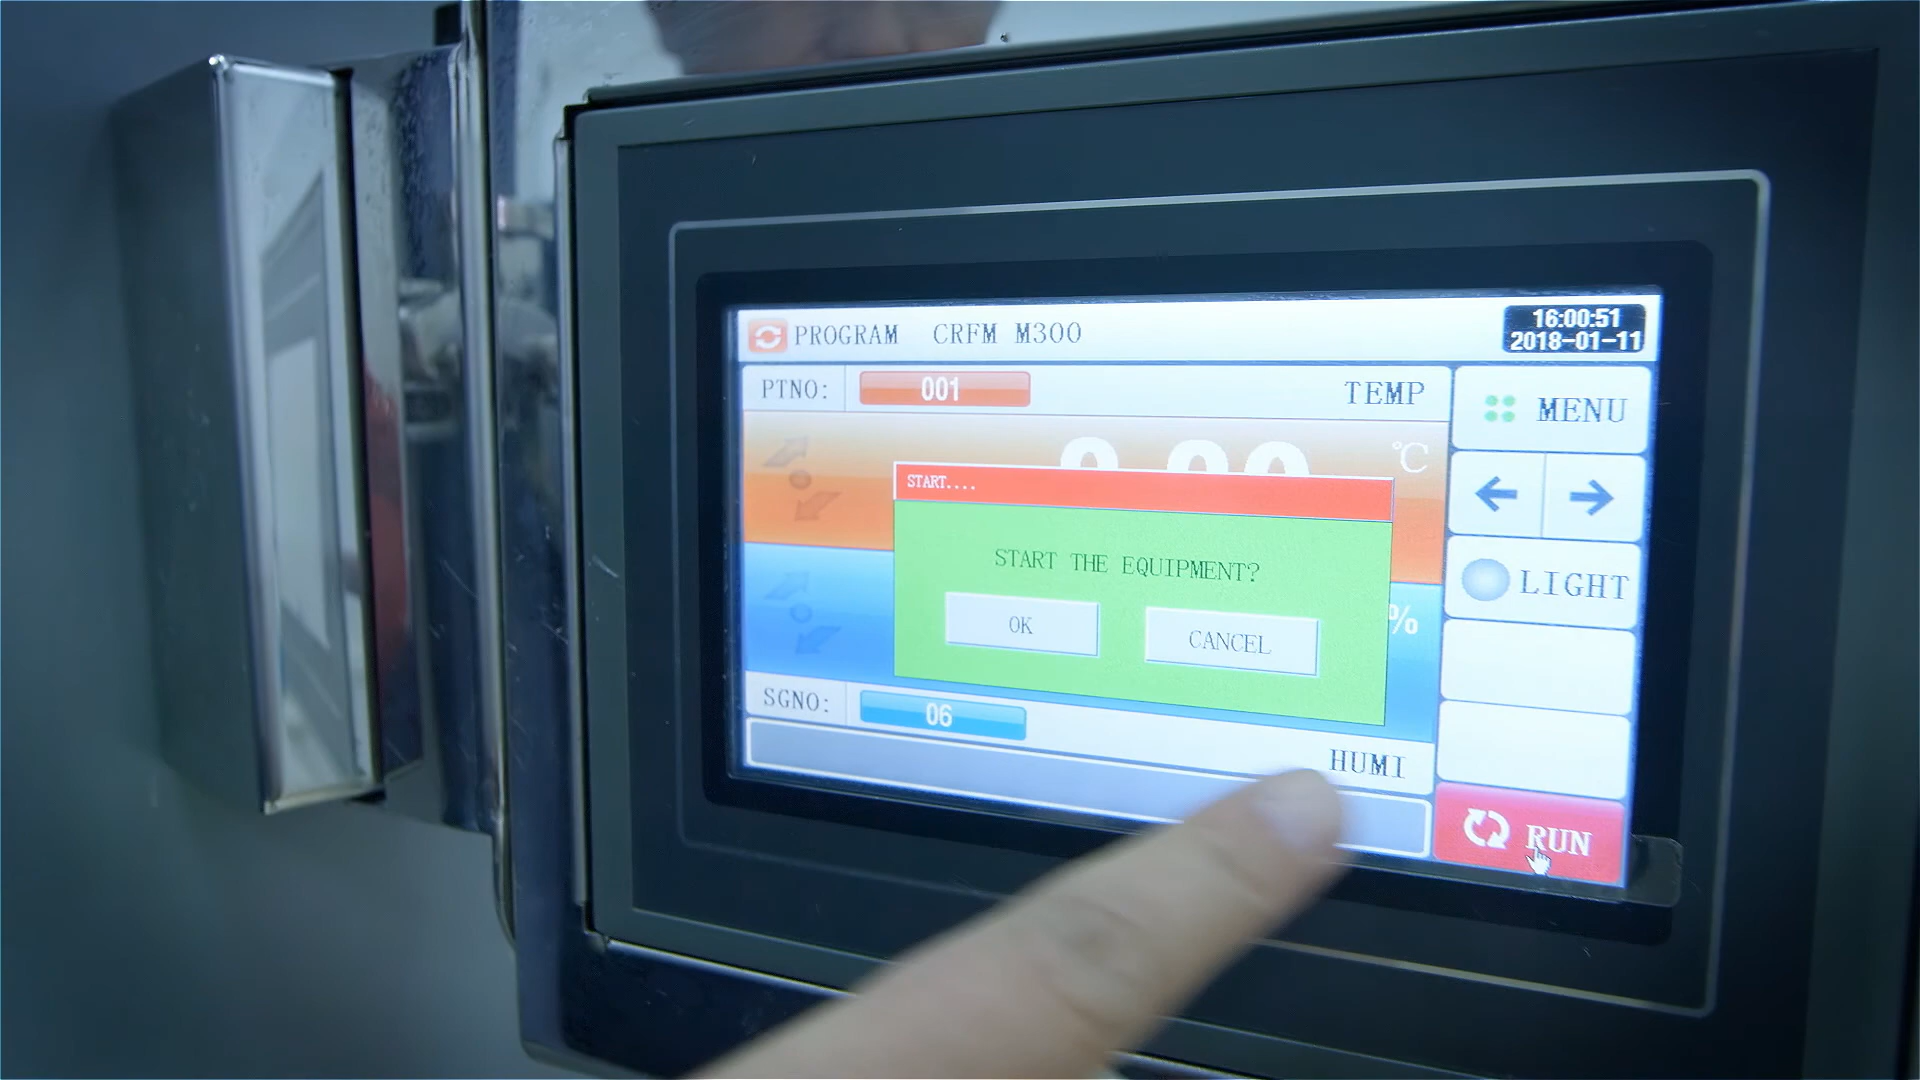 PROGRAM CRFM M300
16:00:51
2018-01-11
PTNO: 001 TEMP
MENU
℃
START....
START THE EQUIPMENT?
OK CANCEL
LIGHT
%
SGNO: 06
HUMI
RUN